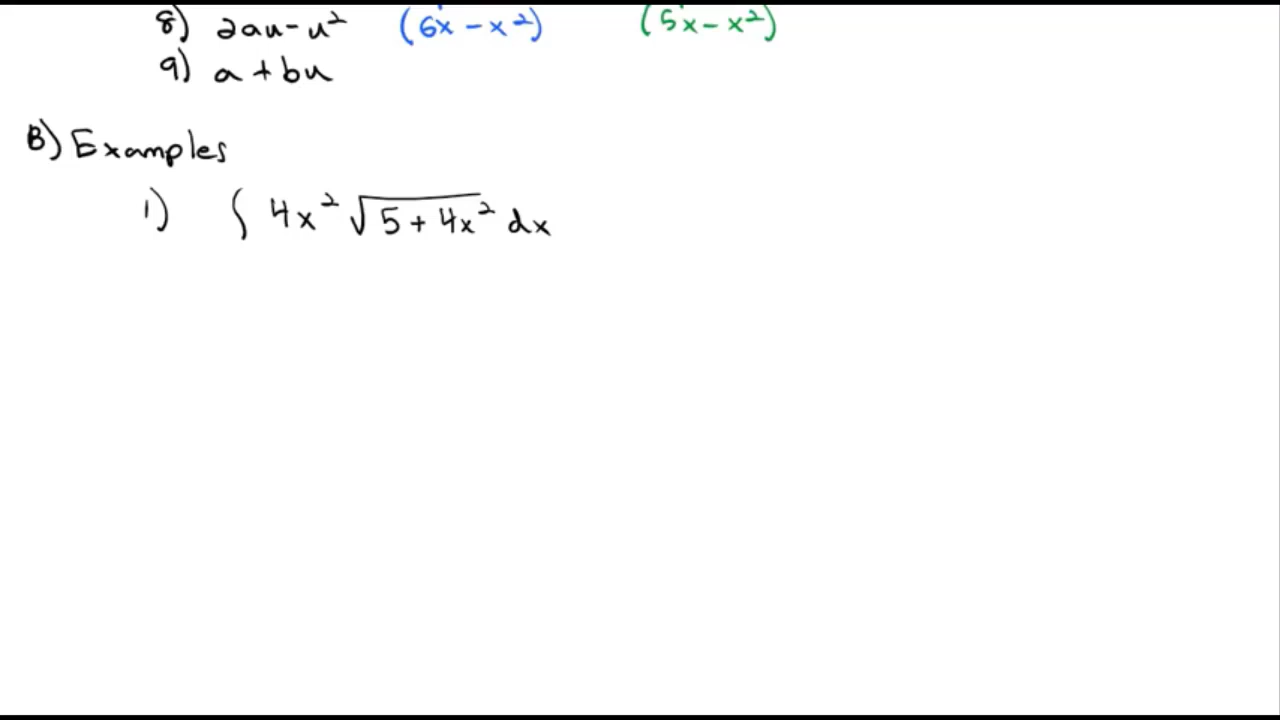 8) 2au-u² (6x-x²) (5x-x²)
9) a+bu
B) Examples
1) ∫ 4x² √(5+4x²) dx